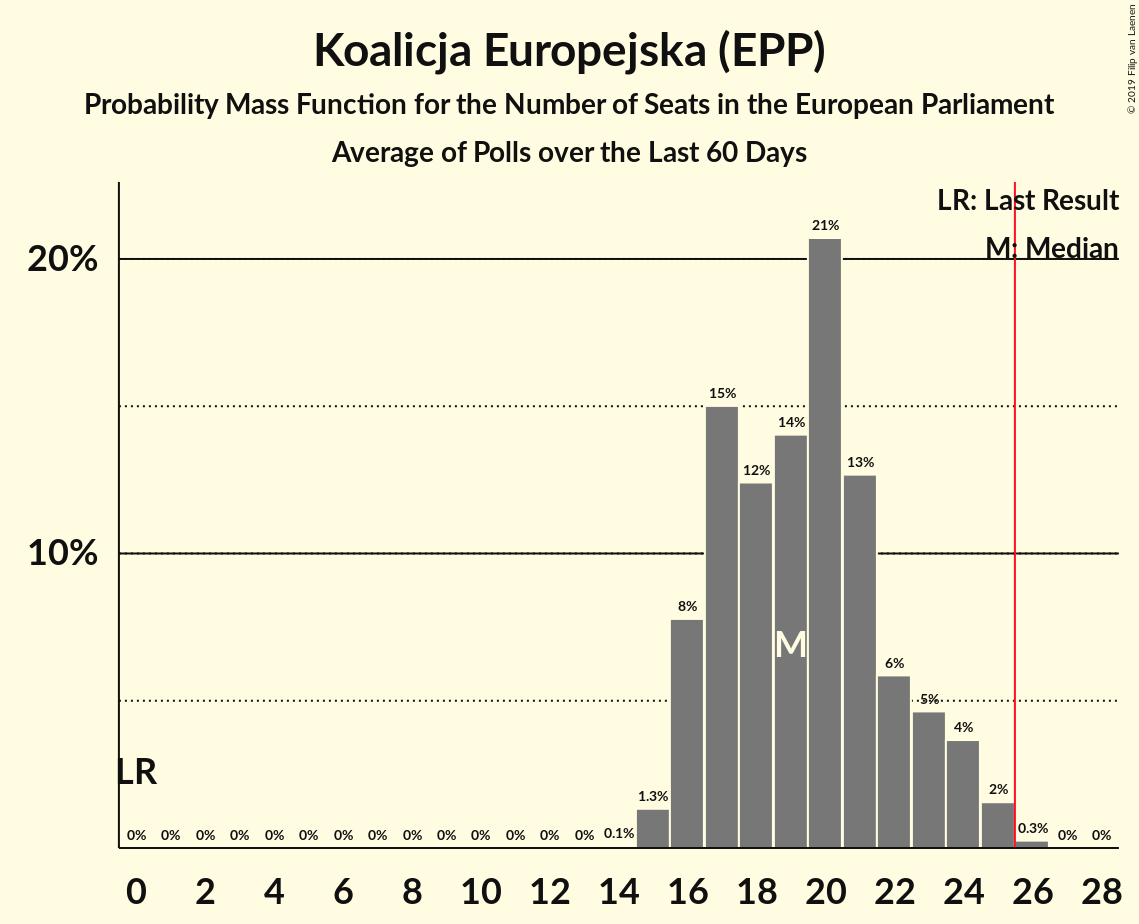 Koalicja Europejska (EPP)
Probability Mass Function for the Number of Seats in the European Parliament
Average of Polls over the Last 60 Days
© 2019 Filip van Laenen
LR: Last Result
M: Median
20%
10%
21%
15%
14%
13%
12%
8%
6%
5%
4%
2%
1.3%
0.3%
0.1%
M
LR
0% 0% 0% 0% 0% 0% 0% 0% 0% 0% 0% 0% 0% 0% 0% 0%
0 2 4 6 8 10 12 14 16 18 20 22 24 26 28